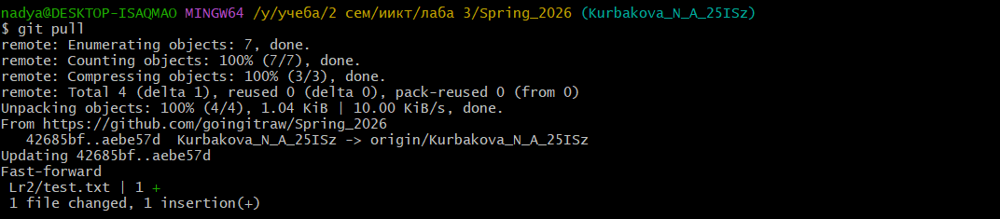 nadya@DESKTOP-ISAQMAO MINGW64 /y/учеба/2 сем/иикт/лаба 3/Spring_2026 (Kurbakova_N_A_25ISz)
$ git pull
remote: Enumerating objects: 7, done.
remote: Counting objects: 100% (7/7), done.
remote: Compressing objects: 100% (3/3), done.
remote: Total 4 (delta 1), reused 0 (delta 0), pack-reused 0 (from 0)
Unpacking objects: 100% (4/4), 1.04 KiB | 10.00 KiB/s, done.
From https://github.com/goingitraw/Spring_2026
   42685bf..aebe57d  Kurbakova_N_A_25ISz -> origin/Kurbakova_N_A_25ISz
Updating 42685bf..aebe57d
Fast-forward
 Lr2/test.txt | 1 +
 1 file changed, 1 insertion(+)